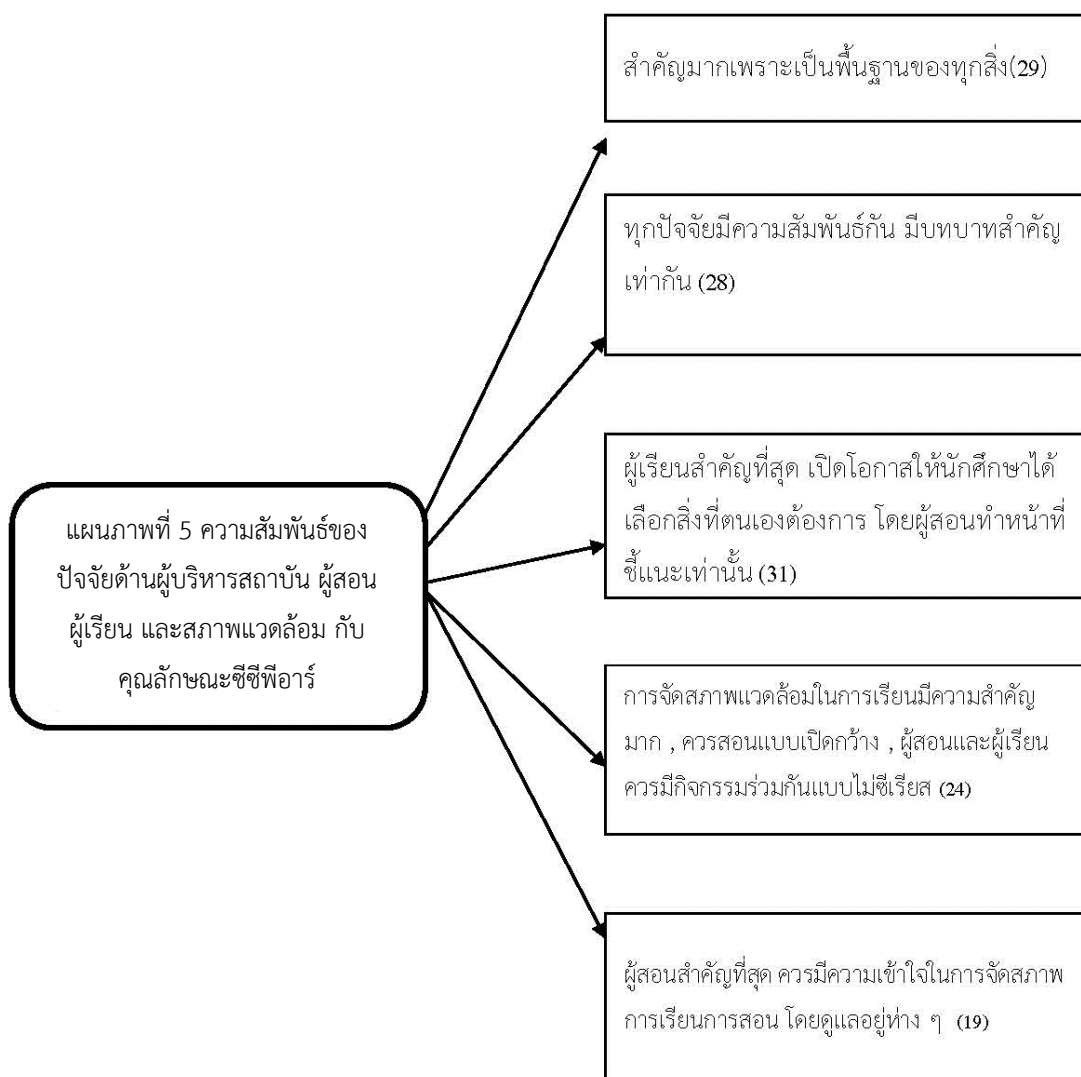 สำคัญมากเพราะเป็นพื้นฐานของทุกสิ่ง(29)
ทุกปัจจัยมีความสัมพันธ์กัน มีบทบาทสำคัญ
เท่ากัน (28)
ผู้เรียนสำคัญที่สุด เปิดโอกาสให้นักศึกษาได้
เลือกสิ่งที่ตนเองต้องการ โดยผู้สอนทำหน้าที่
ชี้แนะเท่านั้น (31)
แผนภาพที่ 5 ความสัมพันธ์ของ
ปัจจัยด้านผู้บริหารสถาบัน ผู้สอน
ผู้เรียน และสภาพแวดล้อม กับ
คุณลักษณะซีซีพีอาร์
การจัดสภาพแวดล้อมในการเรียนมีความสำคัญ
มาก , ควรสอนแบบเปิดกว้าง , ผู้สอนและผู้เรียน
ควรมีกิจกรรมร่วมกันแบบไม่ซีเรียส (24)
ผู้สอนสำคัญที่สุด ควรมีความเข้าใจในการจัดสภาพ
การเรียนการสอน โดยดูแลอยู่ห่าง ๆ (19)